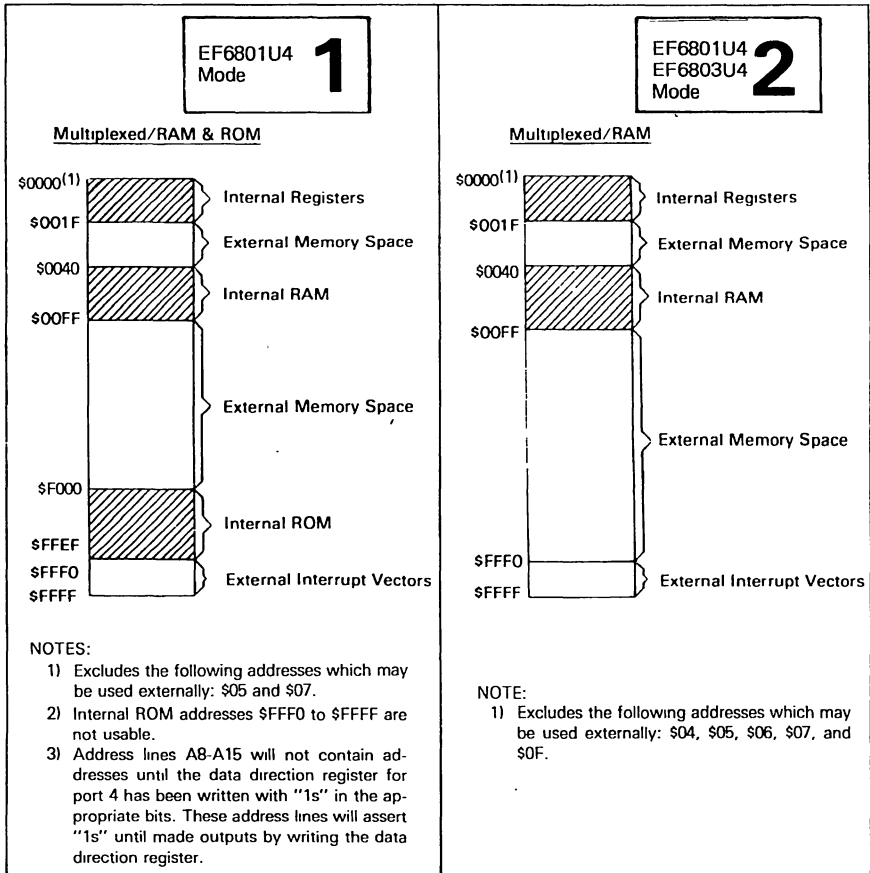 EF6801U4
Mode
1
Multiplexed/RAM & ROM
$0000(1)
Internal Registers
$001F
External Memory Space
$0040
Internal RAM
$00FF
External Memory Space
$F000
Internal ROM
$FFEF
$FFF0
External Interrupt Vectors
$FFFF
NOTES:
1) Excludes the following addresses which may
be used externally: $05 and $07.
2) Internal ROM addresses $FFF0 to $FFFF are
not usable.
3) Address lines A8-A15 will not contain ad-
dresses until the data direction register for
port 4 has been written with "1s" in the ap-
propriate bits. These address lines will assert
"1s" until made outputs by writing the data
direction register.
EF6801U4
EF6803U4
Mode
2
Multiplexed/RAM
$0000(1)
Internal Registers
$001F
External Memory Space
$0040
Internal RAM
$00FF
External Memory Space
$FFF0
External Interrupt Vectors
$FFFF
NOTE:
1) Excludes the following addresses which may
be used externally: $04, $05, $06, $07, and
$0F.